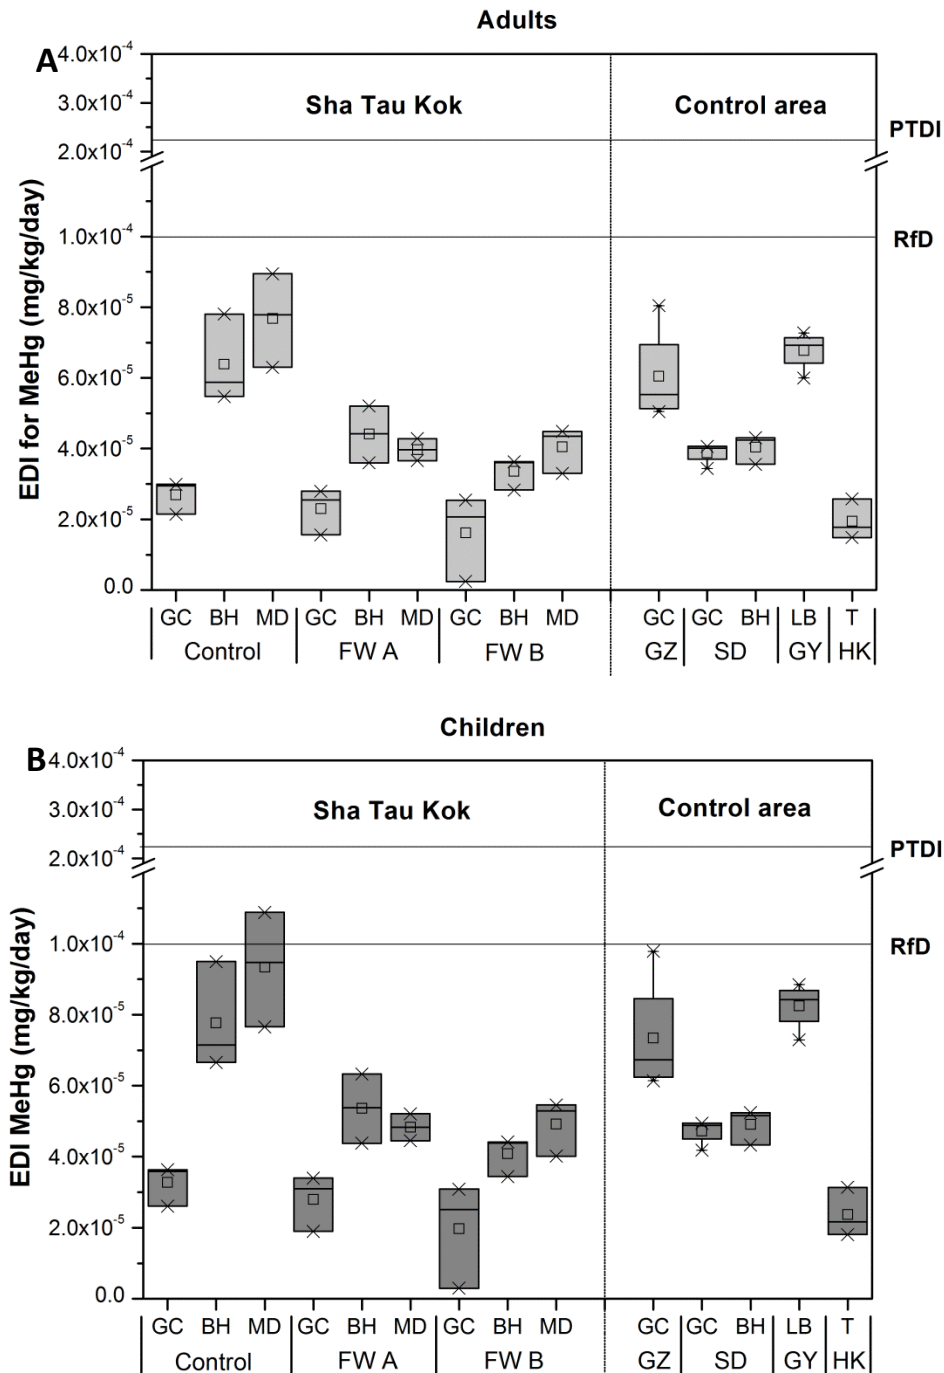 Adults
A
4.0x10⁻⁴
3.0x10⁻⁴
2.0x10⁻⁴
1.0x10⁻⁴
8.0x10⁻⁵
6.0x10⁻⁵
4.0x10⁻⁵
2.0x10⁻⁵
0.0
EDI for MeHg (mg/kg/day)
Sha Tau Kok Control area
PTDI
RfD
GC BH MD GC BH MD GC BH MD GC GC BH LB T
Control FW A FW B GZ SD GY HK
Children
B
4.0x10⁻⁴
3.0x10⁻⁴
2.0x10⁻⁴
1.0x10⁻⁴
8.0x10⁻⁵
6.0x10⁻⁵
4.0x10⁻⁵
2.0x10⁻⁵
0.0
EDI MeHg (mg/kg/day)
Sha Tau Kok Control area
PTDI
RfD
GC BH MD GC BH MD GC BH MD GC GC BH LB T
Control FW A FW B GZ SD GY HK